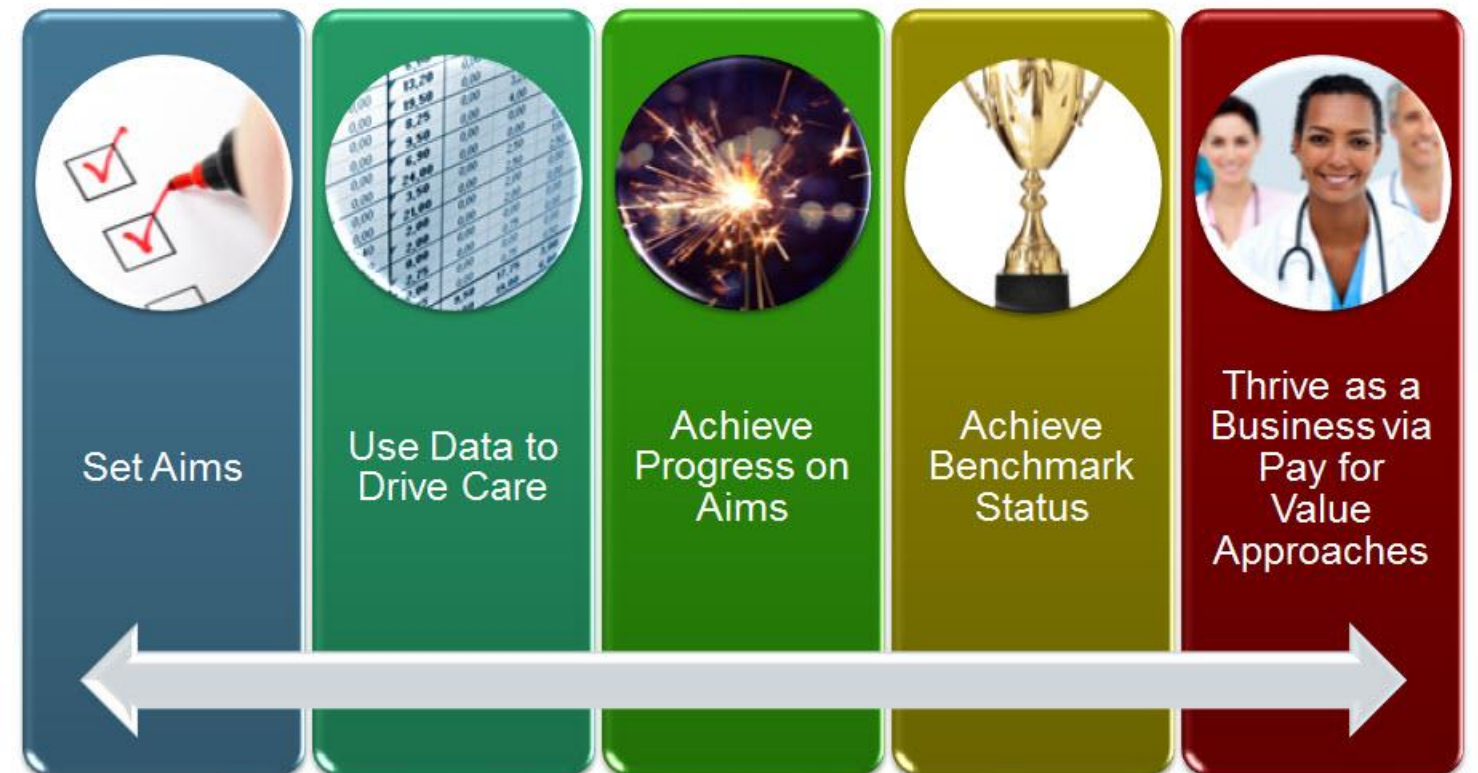 Set Aims
Use Data to
Drive Care
Achieve
Progress on
Aims
Achieve
Benchmark
Status
Thrive as a
Business via
Pay for
Value
Approaches